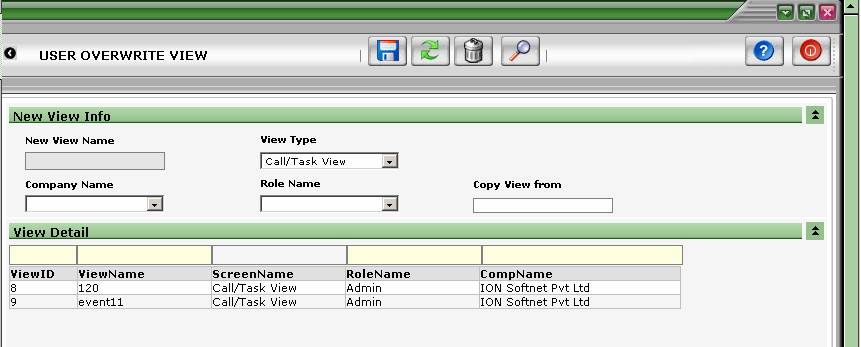 USER OVERWRITE VIEW
New View Info
New View Name View Type
Call/Task View
Company Name Role Name Copy View from
View Detail
ViewID ViewName ScreenName RoleName CompName
8 120 Call/Task View Admin ION Softnet Pvt Ltd
9 event11 Call/Task View Admin ION Softnet Pvt Ltd